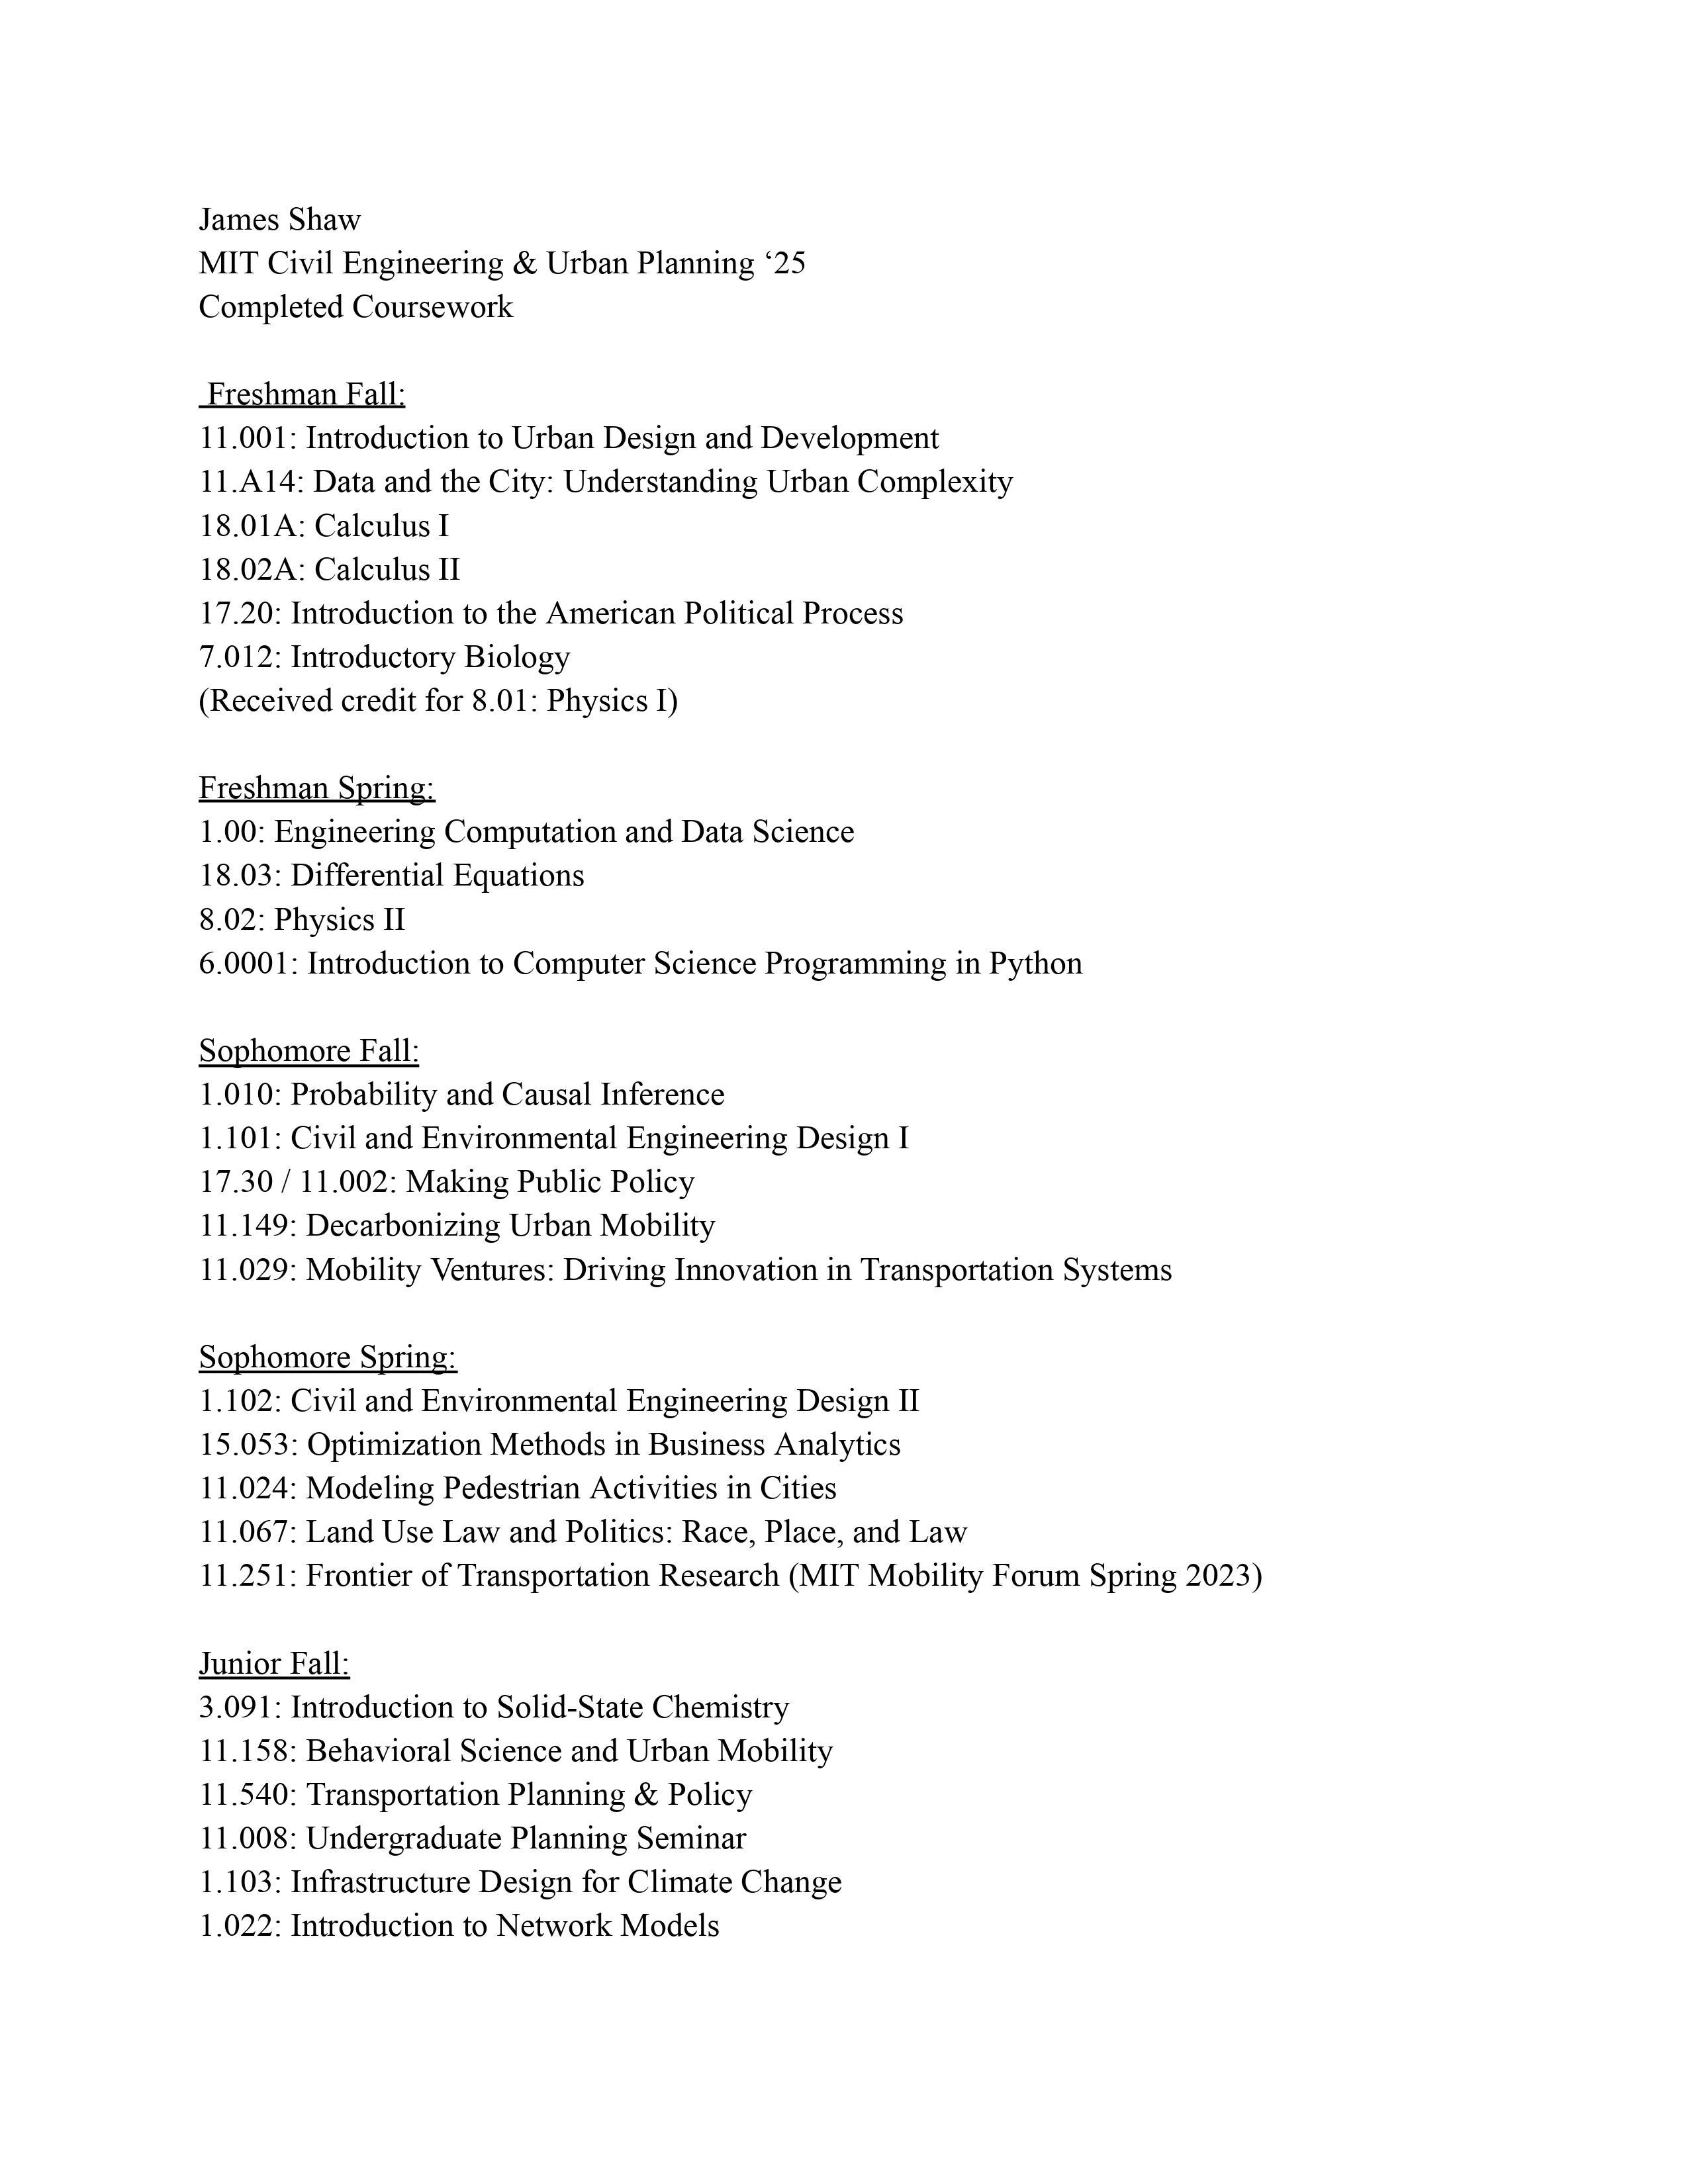 James Shaw
MIT Civil Engineering & Urban Planning ‘25
Completed Coursework
Freshman Fall:
11.001: Introduction to Urban Design and Development
11.A14: Data and the City: Understanding Urban Complexity
18.01A: Calculus I
18.02A: Calculus II
17.20: Introduction to the American Political Process
7.012: Introductory Biology
(Received credit for 8.01: Physics I)
Freshman Spring:
1.00: Engineering Computation and Data Science
18.03: Differential Equations
8.02: Physics II
6.0001: Introduction to Computer Science Programming in Python
Sophomore Fall:
1.010: Probability and Causal Inference
1.101: Civil and Environmental Engineering Design I
17.30 / 11.002: Making Public Policy
11.149: Decarbonizing Urban Mobility
11.029: Mobility Ventures: Driving Innovation in Transportation Systems
Sophomore Spring:
1.102: Civil and Environmental Engineering Design II
15.053: Optimization Methods in Business Analytics
11.024: Modeling Pedestrian Activities in Cities
11.067: Land Use Law and Politics: Race, Place, and Law
11.251: Frontier of Transportation Research (MIT Mobility Forum Spring 2023)
Junior Fall:
3.091: Introduction to Solid-State Chemistry
11.158: Behavioral Science and Urban Mobility
11.540: Transportation Planning & Policy
11.008: Undergraduate Planning Seminar
1.103: Infrastructure Design for Climate Change
1.022: Introduction to Network Models